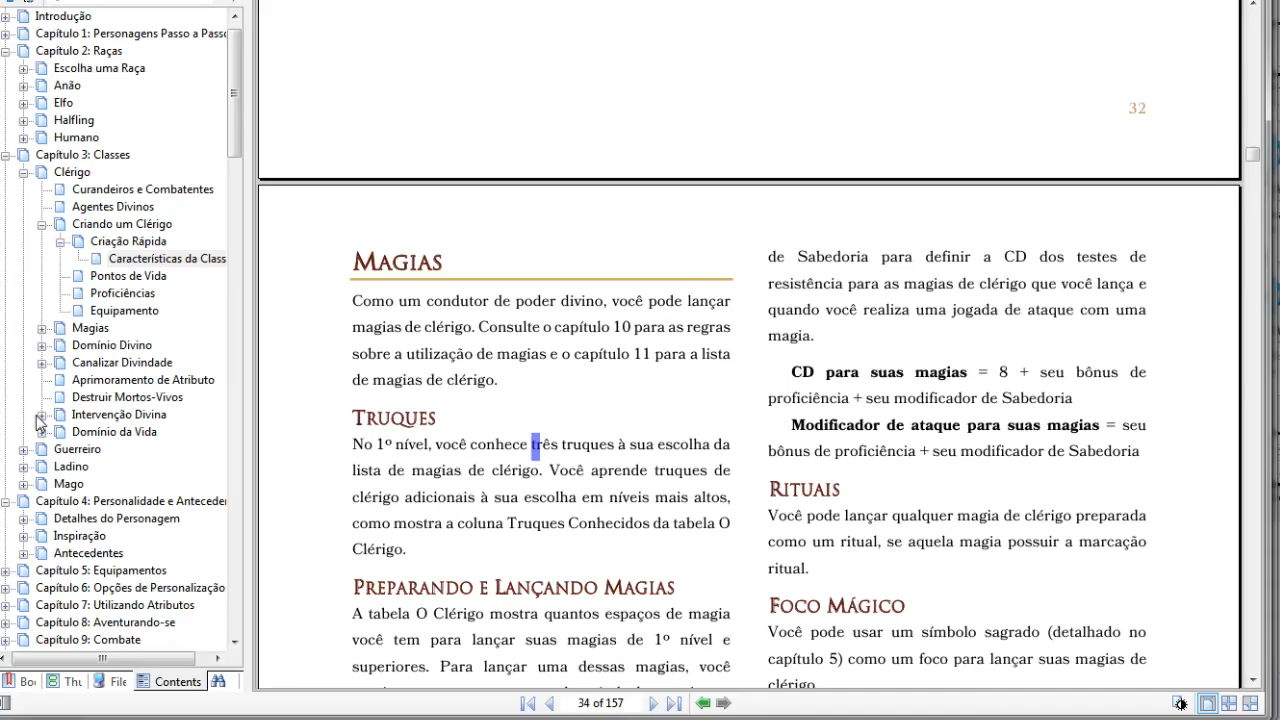 Introdução
Capítulo 1: Personagens Passo a Passo
Capítulo 2: Raças
Escolha uma Raça
Anão
Elfo
Halfling
Humano
Capítulo 3: Classes
Clérigo
Curandeiros e Combatentes
Agentes Divinos
Criando um Clérigo
Criação Rápida
Características da Class
Pontos de Vida
Proficiências
Equipamento
Magias
Domínio Divino
Canalizar Divindade
Aprimoramento de Atributo
Destruir Mortos-Vivos
Intervenção Divina
Domínio da Vida
Guerreiro
Ladino
Mago
Capítulo 4: Personalidade e Anteceder
Detalhes do Personagem
Inspiração
Antecedentes
Capítulo 5: Equipamentos
Capítulo 6: Opções de Personalização
Capítulo 7: Utilizando Atributos
Capítulo 8: Aventurando-se
Capítulo 9: Combate
Boo
Thu
File
Contents
32
MAGIAS
Como um condutor de poder divino, você pode lançar
magias de clérigo. Consulte o capítulo 10 para as regras
sobre a utilização de magias e o capítulo 11 para a lista
de magias de clérigo.
TRUQUES
No 1º nível, você conhece três truques à sua escolha da
lista de magias de clérigo. Você aprende truques de
clérigo adicionais à sua escolha em níveis mais altos,
como mostra a coluna Truques Conhecidos da tabela O
Clérigo.
PREPARANDO E LANÇANDO MAGIAS
A tabela O Clérigo mostra quantos espaços de magia
você tem para lançar suas magias de 1º nível e
superiores. Para lançar uma dessas magias, você
de Sabedoria para definir a CD dos testes de
resistência para as magias de clérigo que você lança e
quando você realiza uma jogada de ataque com uma
magia.
CD para suas magias = 8 + seu bônus de
proficiência + seu modificador de Sabedoria
Modificador de ataque para suas magias = seu
bônus de proficiência + seu modificador de Sabedoria
RITUAIS
Você pode lançar qualquer magia de clérigo preparada
como um ritual, se aquela magia possuir a marcação
ritual.
FOCO MÁGICO
Você pode usar um símbolo sagrado (detalhado no
capítulo 5) como um foco para lançar suas magias de
clérigo.
34 of 157